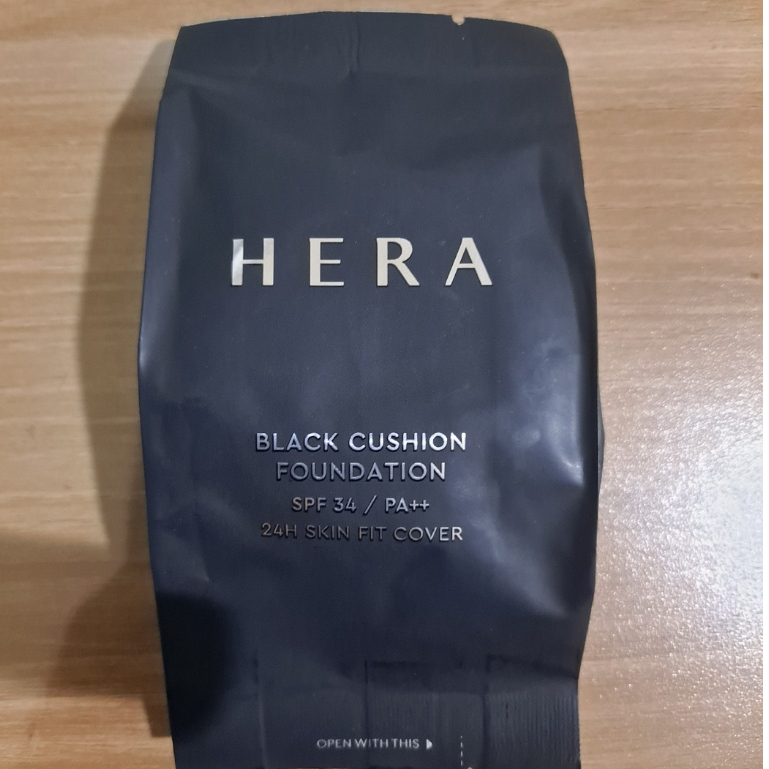 HERA
BLACK CUSHION
FOUNDATION
SPF 34 / PA++
24H SKIN FIT COVER
OPEN WITH THIS